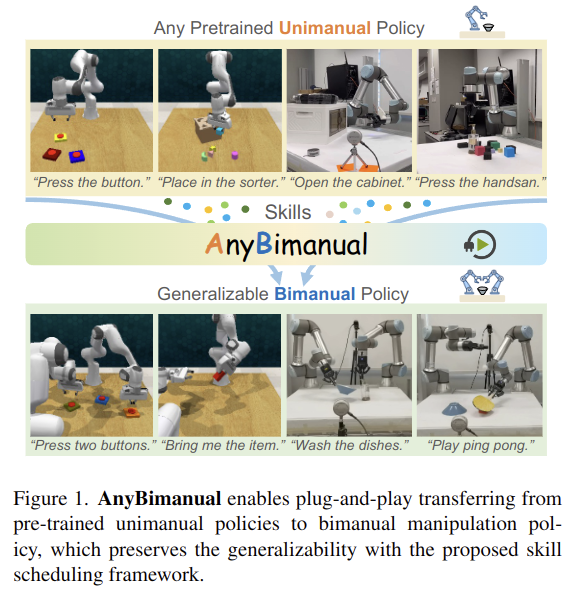 Any Pretrained Unimanual Policy
“Press the button.” “Place in the sorter.” “Open the cabinet.” “Press the handsan.”
Skills
AnyBimanual
Generalizable Bimanual Policy
“Press two buttons.” “Bring me the item.” “Wash the dishes.” “Play ping pong.”
Figure 1. AnyBimanual enables plug-and-play transferring from
pre-trained unimanual policies to bimanual manipulation pol-
icy, which preserves the generalizability with the proposed skill
scheduling framework.